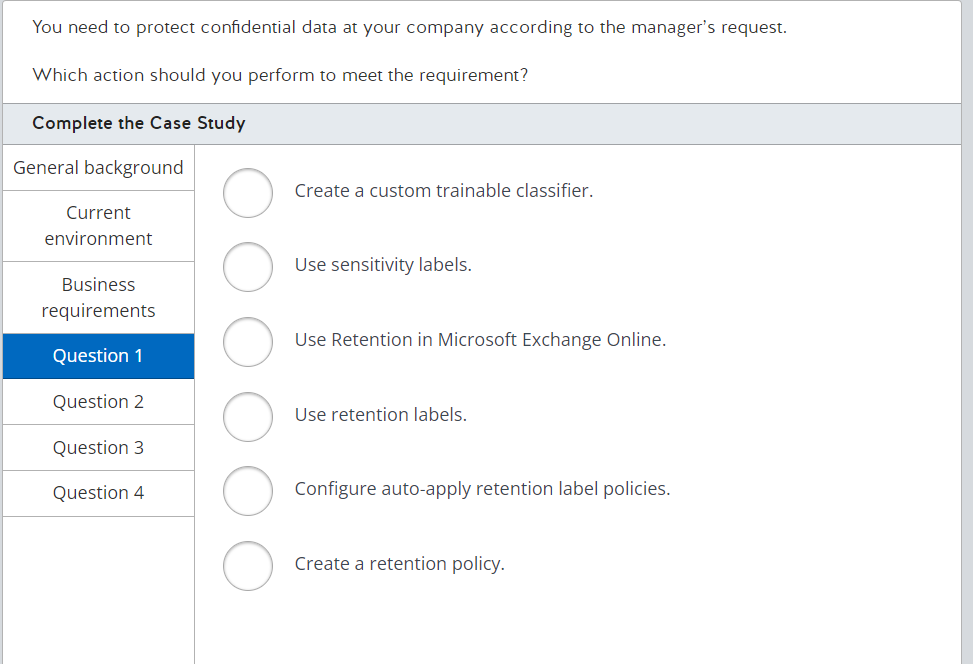 You need to protect confidential data at your company according to the manager's request.
Which action should you perform to meet the requirement?
Complete the Case Study
General background
Current
environment
Business
requirements
Question 1
Question 2
Question 3
Question 4
Create a custom trainable classifier.
Use sensitivity labels.
Use Retention in Microsoft Exchange Online.
Use retention labels.
Configure auto-apply retention label policies.
Create a retention policy.